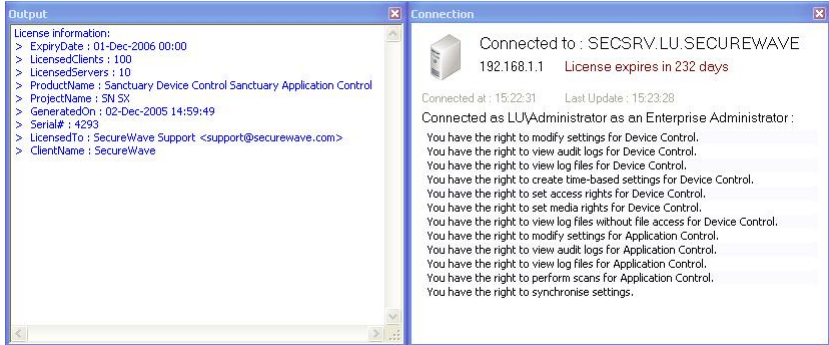 Output
License information:
> ExpiryDate : 01-Dec-2006 00:00
> LicensedClients : 100
> LicensedServers : 10
> ProductName : Sanctuary Device Control Sanctuary Application Control
> ProjectName : SN SX
> GeneratedOn : 02-Dec-2005 14:59:49
> Serial# : 4293
> LicensedTo : SecureWave Support <support@securewave.com>
> ClientName : SecureWave
Connection
Connected to : SECSRV.LU.SECUREWAVE
192.168.1.1 License expires in 232 days
Connected at : 15:22:31 Last Update : 15:23:28
Connected as LU\Administrator as an Enterprise Administrator :
You have the right to modify settings for Device Control.
You have the right to view audit logs for Device Control.
You have the right to view log files for Device Control.
You have the right to create time-based settings for Device Control.
You have the right to set access rights for Device Control.
You have the right to set media rights for Device Control.
You have the right to view log files without file access for Device Control.
You have the right to modify settings for Application Control.
You have the right to view audit logs for Application Control.
You have the right to view log files for Application Control.
You have the right to perform scans for Application Control.
You have the right to synchronise settings.